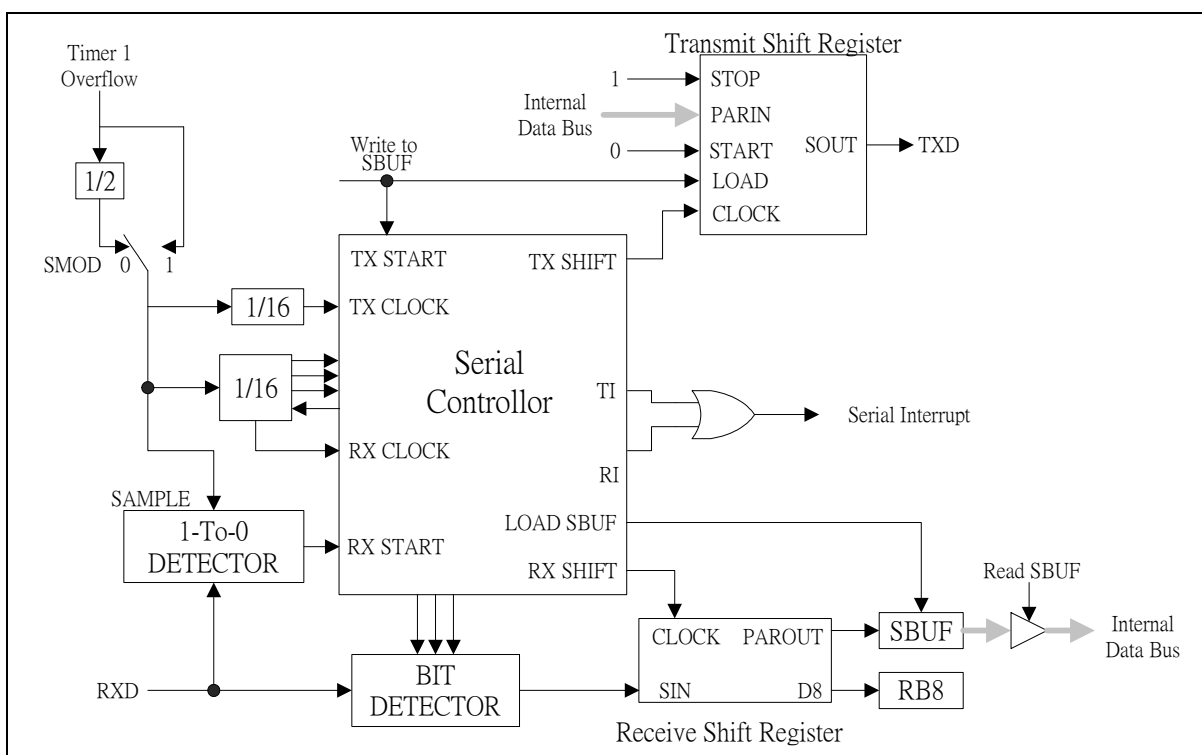 Timer 1
Overflow
1/2
SMOD 0 1
Transmit Shift Register
1
STOP
Internal
Data Bus
PARIN
0
START
SOUT
TXD
LOAD
CLOCK
Write to
SBUF
TX START
TX SHIFT
1/16
TX CLOCK
1/16
Serial
Controllor
TI
RI
Serial Interrupt
RX CLOCK
SAMPLE
1-To-0
DETECTOR
RX START
LOAD SBUF
RX SHIFT
Read SBUF
CLOCK
PAROUT
SBUF
Internal
Data Bus
RXD
BIT
DETECTOR
SIN
D8
RB8
Receive Shift Register